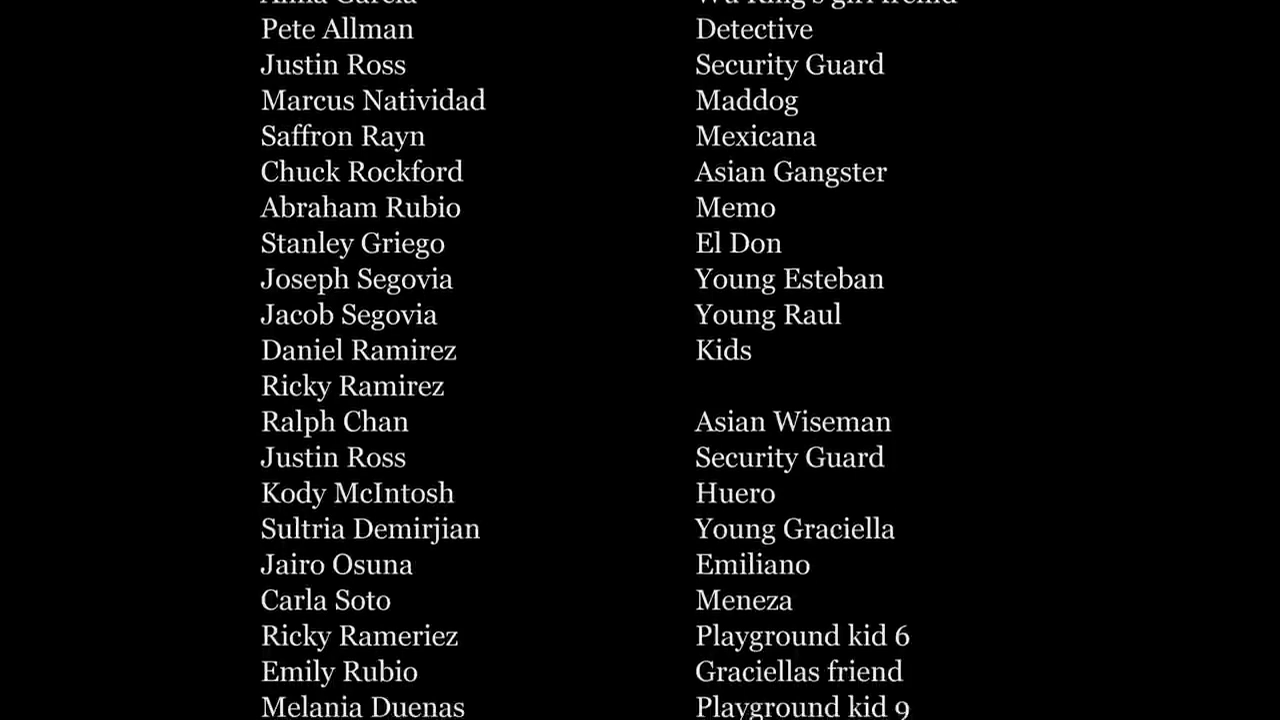 Pete Allman Detective
Justin Ross Security Guard
Marcus Natividad Maddog
Saffron Rayn Mexicana
Chuck Rockford Asian Gangster
Abraham Rubio Memo
Stanley Griego El Don
Joseph Segovia Young Esteban
Jacob Segovia Young Raul
Daniel Ramirez Kids
Ricky Ramirez
Ralph Chan Asian Wiseman
Justin Ross Security Guard
Kody McIntosh Huero
Sultria Demirjian Young Graciella
Jairo Osuna Emiliano
Carla Soto Meneza
Ricky Rameriez Playground kid 6
Emily Rubio Graciellas friend
Melania Duenas Playground kid 9